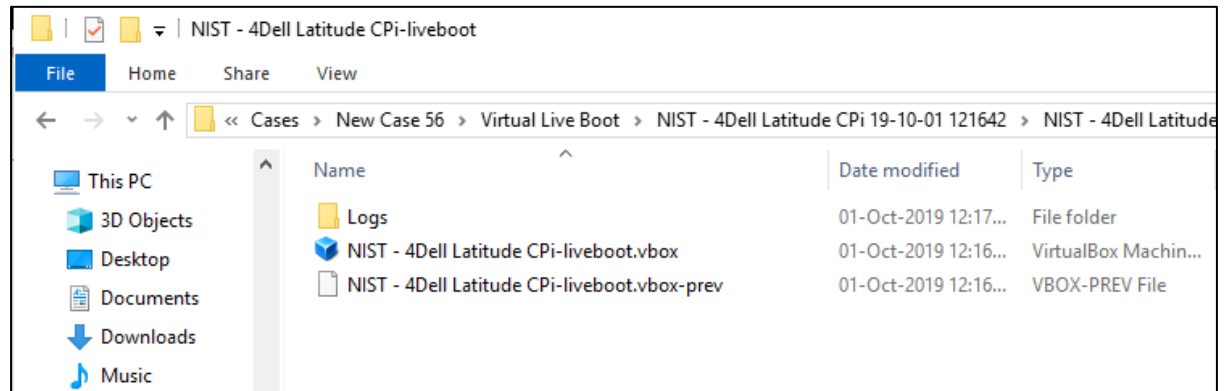 NIST - 4Dell Latitude CPi-liveboot
File Home Share View
« Cases > New Case 56 > Virtual Live Boot > NIST - 4Dell Latitude CPi 19-10-01 121642 > NIST - 4Dell Latitude
This PC
3D Objects
Desktop
Documents
Downloads
Music
Name Date modified Type
Logs 01-Oct-2019 12:17... File folder
NIST - 4Dell Latitude CPi-liveboot.vbox 01-Oct-2019 12:16... VirtualBox Machin...
NIST - 4Dell Latitude CPi-liveboot.vbox-prev 01-Oct-2019 12:16... VBOX-PREV File